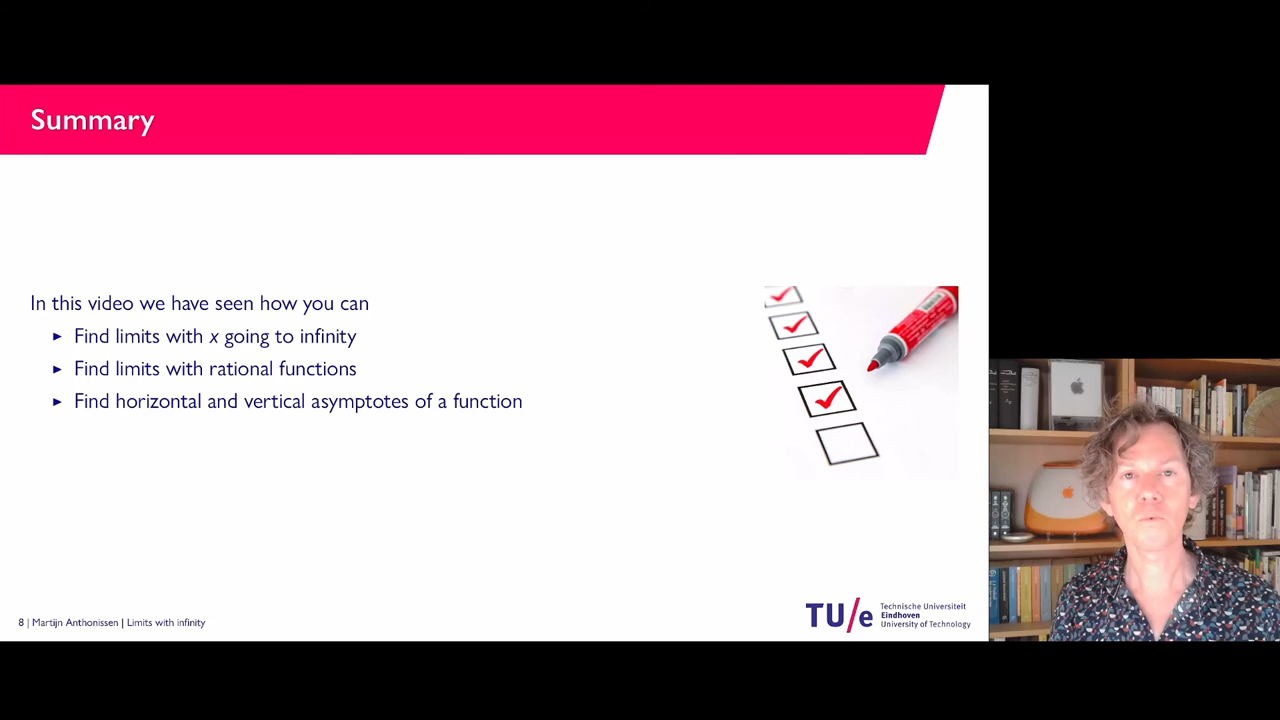 Summary
In this video we have seen how you can
► Find limits with x going to infinity
► Find limits with rational functions
► Find horizontal and vertical asymptotes of a function
8 | Martijn Anthonissen | Limits with infinity
TU/e
Technische Universiteit
Eindhoven
University of Technology